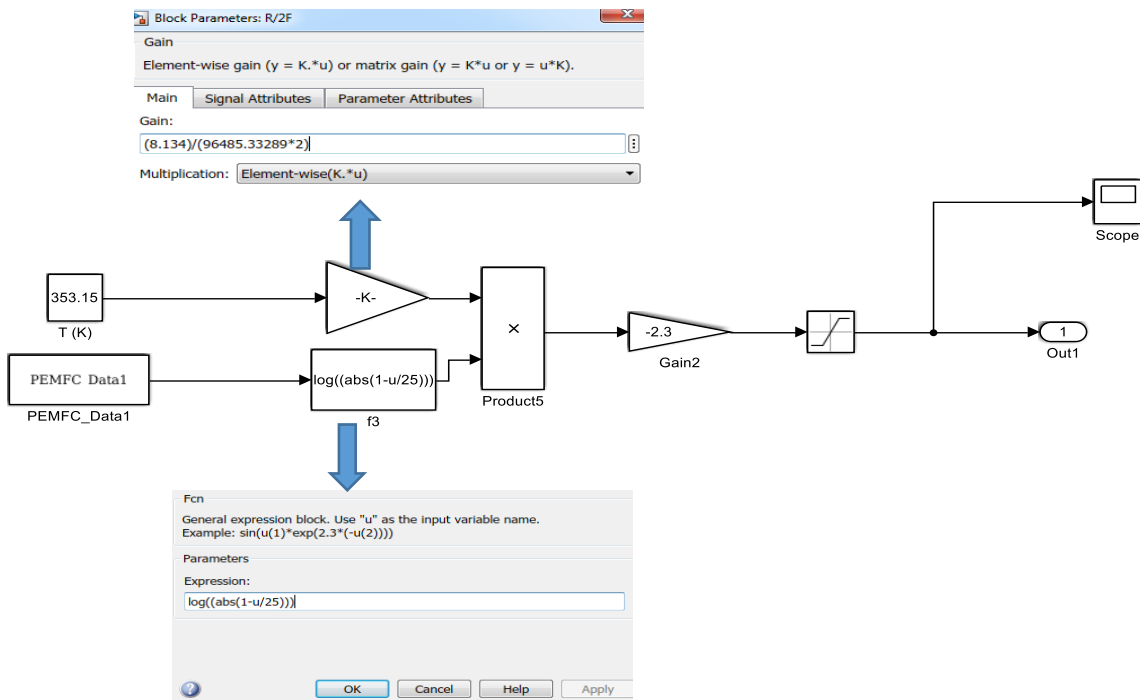 Block Parameters: R/2F
Gain
Element-wise gain (y = K.*u) or matrix gain (y = K*u or y = u*K).
Main Signal Attributes Parameter Attributes
Gain:
(8.134)/(96485.33289*2)
Multiplication: Element-wise(K.*u)
Scope
353.15
T (K)
-K-
×
-2.3
Gain2
1
Out1
PEMFC Data1
PEMFC_Data1
log((abs(1-u/25)))
f3
Product5
Fcn
General expression block. Use "u" as the input variable name.
Example: sin(u(1)*exp(2.3*(-u(2))))
Parameters
Expression:
log((abs(1-u/25)))
OK Cancel Help Apply